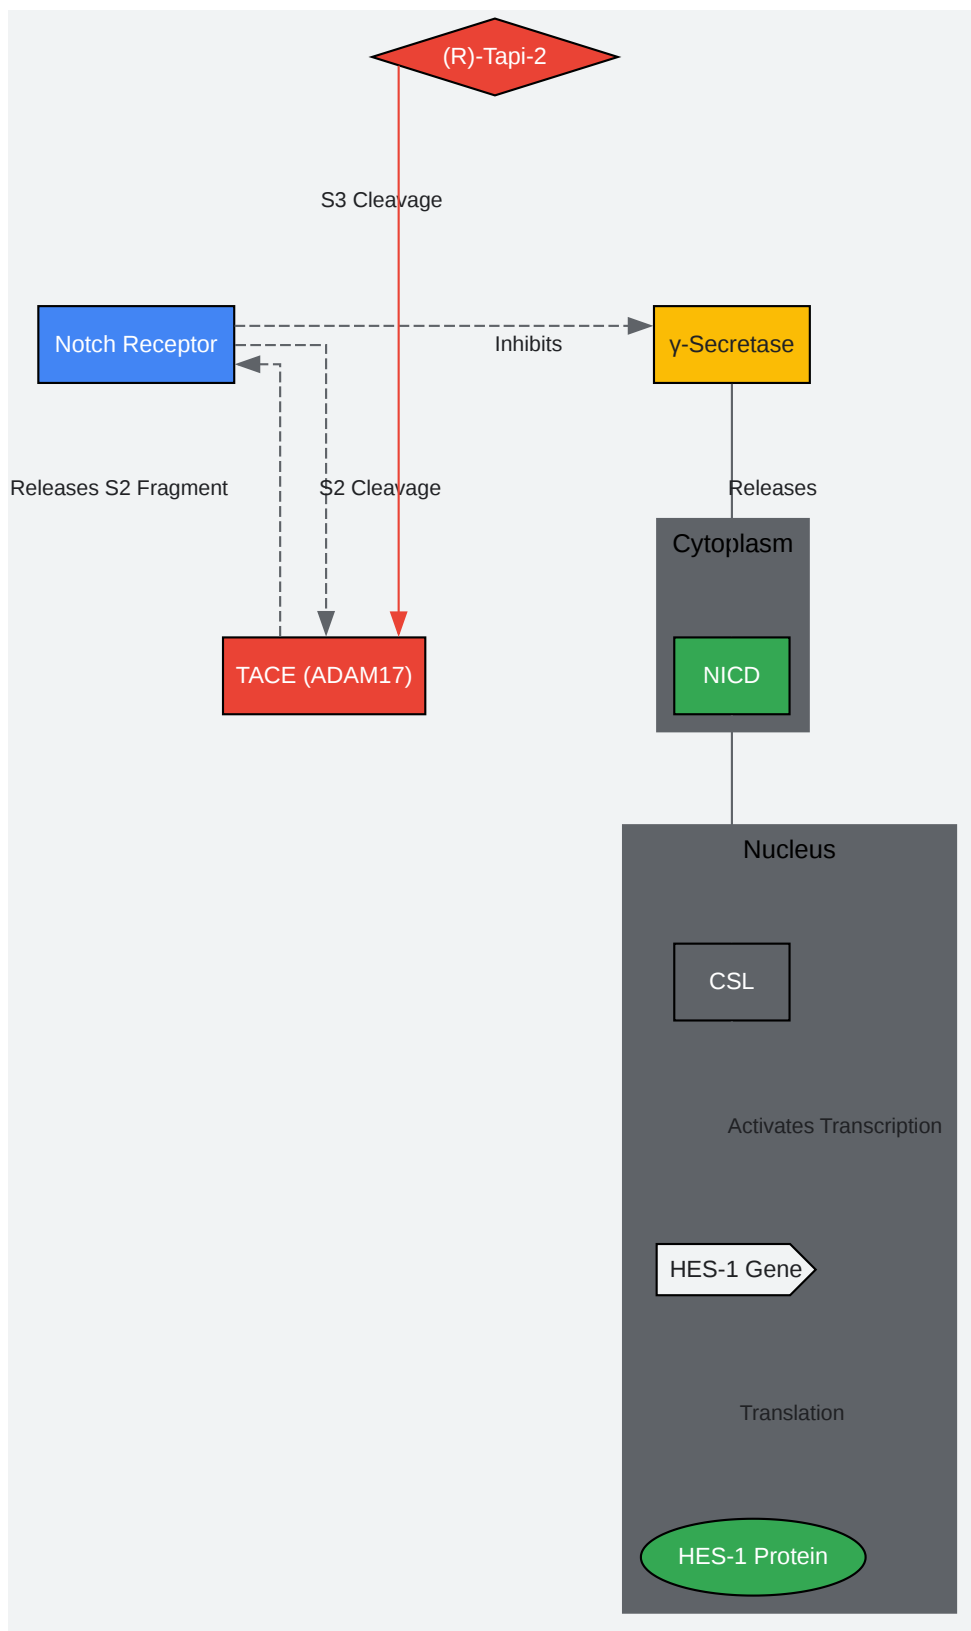 (R)-Tapi-2
S3 Cleavage
Notch Receptor
Inhibits
γ-Secretase
Releases S2 Fragment
S2 Cleavage
Releases
Cytoplasm
TACE (ADAM17)
NICD
Nucleus
CSL
Activates Transcription
HES-1 Gene
Translation
HES-1 Protein